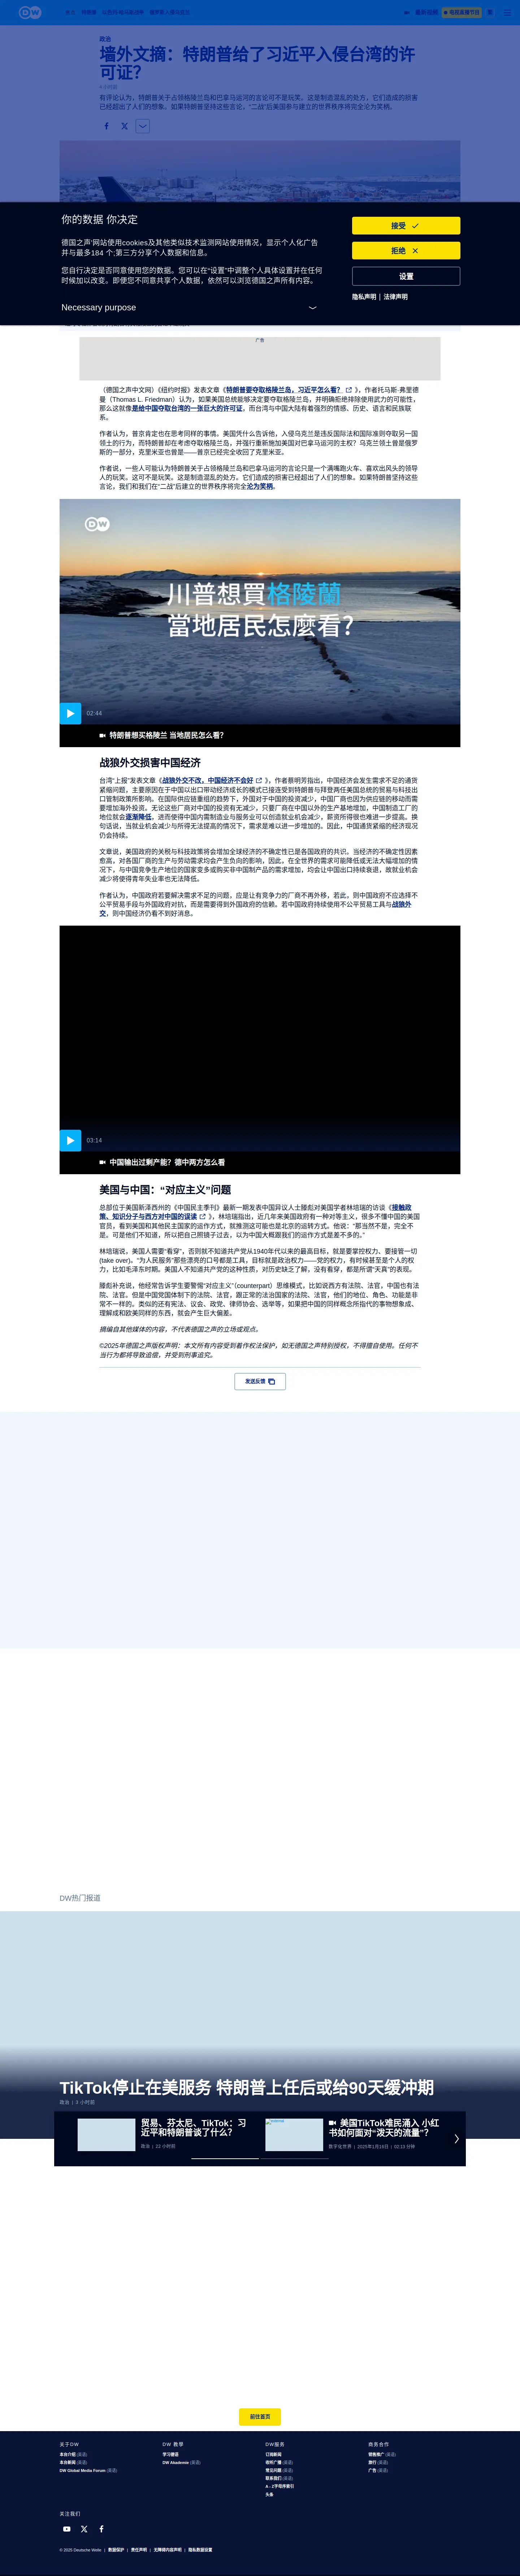 DW
最新视频
每周直播节目
政治
墙外文摘：特朗普给了习近平入侵台湾的许
可证？
4 小时前
有评论认为，特朗普关于占领格陵兰岛和巴拿马运河的言论可不是玩笑。这是制造混乱的处方，它们造成的损害
已经超出了人们的想象。如果特朗普坚持这些言论，“二战”后美国参与建立的世界秩序将完全沦为笑柄。
你的数据 你决定
德国之声'网站使用cookies及其他类似技术监测网站使用情况，显示个人化广告
并与最多184 个;第三方分享个人数据和信息。
您自行决定是否同意使用您的数据。您可以在“设置”中调整个人具体设置并在任何
时候加以改变。即便您不同意共享个人数据，依然可以浏览德国之声所有内容。
Necessary purpose
接受
拒绝
设置
隐私声明 | 法律声明
广告
（德国之声中文网）《纽约时报》发表文章《特朗普要夺取格陵兰岛，习近平怎么看？ 》，作者托马斯·弗里德
曼（Thomas L. Friedman）认为，如果美国总统能够决定要夺取格陵兰岛，并明确拒绝排除使用武力的可能性，
那么这就像是给中国夺取台湾的一张巨大的许可证，而台湾与中国大陆有着强烈的情感、历史、语言和民族联
系。
作者认为，普京肯定也在思考同样的事情。美国凭什么告诉他，入侵乌克兰是违反国际法和国际准则夺取另一国
领土的行为，而特朗普却在考虑夺取格陵兰岛，并强行重新施加美国对巴拿马运河的主权？乌克兰领土曾是俄罗
斯的一部分，克里米亚也曾是——普京已经完全收回了克里米亚。
作者说，一些人可能认为特朗普关于占领格陵兰岛和巴拿马运河的言论只是一个满嘴跑火车、喜欢出风头的领导
人的玩笑。这可不是玩笑。这是制造混乱的处方。它们造成的损害已经超出了人们的想象。如果特朗普坚持这些
言论，我们和我们在“二战”后建立的世界秩序将完全沦为笑柄。
DW
川普想買格陵蘭
當地居民怎麼看?
02:44
特朗普想买格陵兰 当地居民怎么看？
战狼外交损害中国经济
台湾“上报”发表文章《战狼外交不改，中国经济不会好 》，作者蔡明芳指出，中国经济会发生需求不足的通货
紧缩问题，主要原因在于中国以出口带动经济成长的模式已接连受到特朗普与拜登两任美国总统的贸易与科技出
口管制政策所影响。在国际供应链重组的趋势下，外国对于中国的投资减少，中国厂商也因为供应链的移动而需
要增加海外投资。无论这些厂商对中国的投资减少或亏损，只要厂商在中国以外的生产基地增加，中国制造工厂的
地位就会逐渐降低，进而使得中国内需制造业与服务业可以创造就业机会减少，薪资所得很也难进一步提高。换
句话说，当就业机会减少与所得无法提高的情况下，需求是难以进一步增加的。因此，中国通货紧缩的经济现况
仍会持续。
文章说，美国政府的关税与科技政策将会增加全球经济的不确定性已是各国政府的共识。当经济的不确定性因素
愈高，对各国厂商的生产与劳动需求均会产生负向的影响，因此，在全世界的需求可能降低或无法大幅增加的情
况下，与中国竞争生产地位的国家变多或购买非中国制产品的需求增加，均会让中国出口持续衰退，故就业机会
减少将使得青年失业率也无法降低。
作者认为，中国政府若要解决需求不足的问题，应是让有竞争力的厂商不再外移，若此，则中国政府不应选择不
公平贸易手段与外国政府对抗，而是需要得到外国政府的信赖。若中国政府持续使用不公平贸易工具与战狼外
交，则中国经济仍看不到好消息。
03:14
中国输出过剩产能？德中两方怎么看
美国与中国：“对应主义”问题
总部位于美国新泽西州的《中国民主季刊》最新一期发表中国异议人士滕彪对美国学者林培瑞的访谈《接触政
策、知识分子与西方对中国的误读 》，林培瑞指出，近几年来美国政府有一种对等主义，很多不懂中国的美国
官员，看到美国和其他民主国家的运作方式，就推测这可能也是北京的运转方式。他说：“那当然不是，完全不
是。可是他们不知道，所以把自己照镜子过去，以为中国大概跟我们的运作方式是差不多的。”
林培瑞说，美国人需要“看穿”，否则就不知道共产党从1940年代以来的最高目标，就是要掌控权力、要接管一切
(take over)。“为人民服务”那些漂亮的口号都是工具，目标就是政治权力——党的权力，有时候甚至是个人的权
力，比如毛泽东时期。美国人不知道共产党的这种本性质，对历史缺乏了解，没有看穿，都是所谓“天真”的表现。
滕彪补充说，他经常告诉学生要警惕“对应主义”（counterpart）思维模式，比如说西方有法院、法官，中国也有法
院、法官。但是中国党国体制下的法院、法官，跟正常的法治国家的法院、法官，他们的地位、角色、功能是非
常不一样的。类似的还有宪法、议会、政党、律师协会、选举等，如果把中国的同样概念所指代的事物想象成、
理解成和欧美同样的东西，就会产生巨大偏差。
摘编自其他媒体的内容，不代表德国之声的立场或观点。
©2025年德国之声版权声明：本文所有内容受到著作权法保护，如无德国之声特别授权，不得擅自使用。任何不
当行为都将导致追偿，并受到刑事追究。
发送反馈
DW热门报道
TikTok停止在美服务 特朗普上任后或给90天缓冲期
政治 | 3 小时前
贸易、芬太尼、TikTok：习
近平和特朗普谈了什么？
政治 | 22 小时前
美国TikTok难民涌入 小红
书如何面对“泼天的流量”？
数字化世界 | 2025年1月16日 | 02:13 分钟
前往首页
关于DW
本台介绍 (英语)
本台新闻 (英语)
DW Global Media Forum (英语)
DW 教學
学习德语
DW Akademie (英语)
DW服务
订阅新闻
收听广播 (英语)
常见问题 (英语)
联系我们 (英语)
A - Z字母序索引
头条
商务合作
销售推广 (英语)
旅行 (英语)
广告 (英语)
关注我们
© 2025 Deutsche Welle | 数据保护 | 责任声明 | 无障碍内容声明 | 隐私数据设置